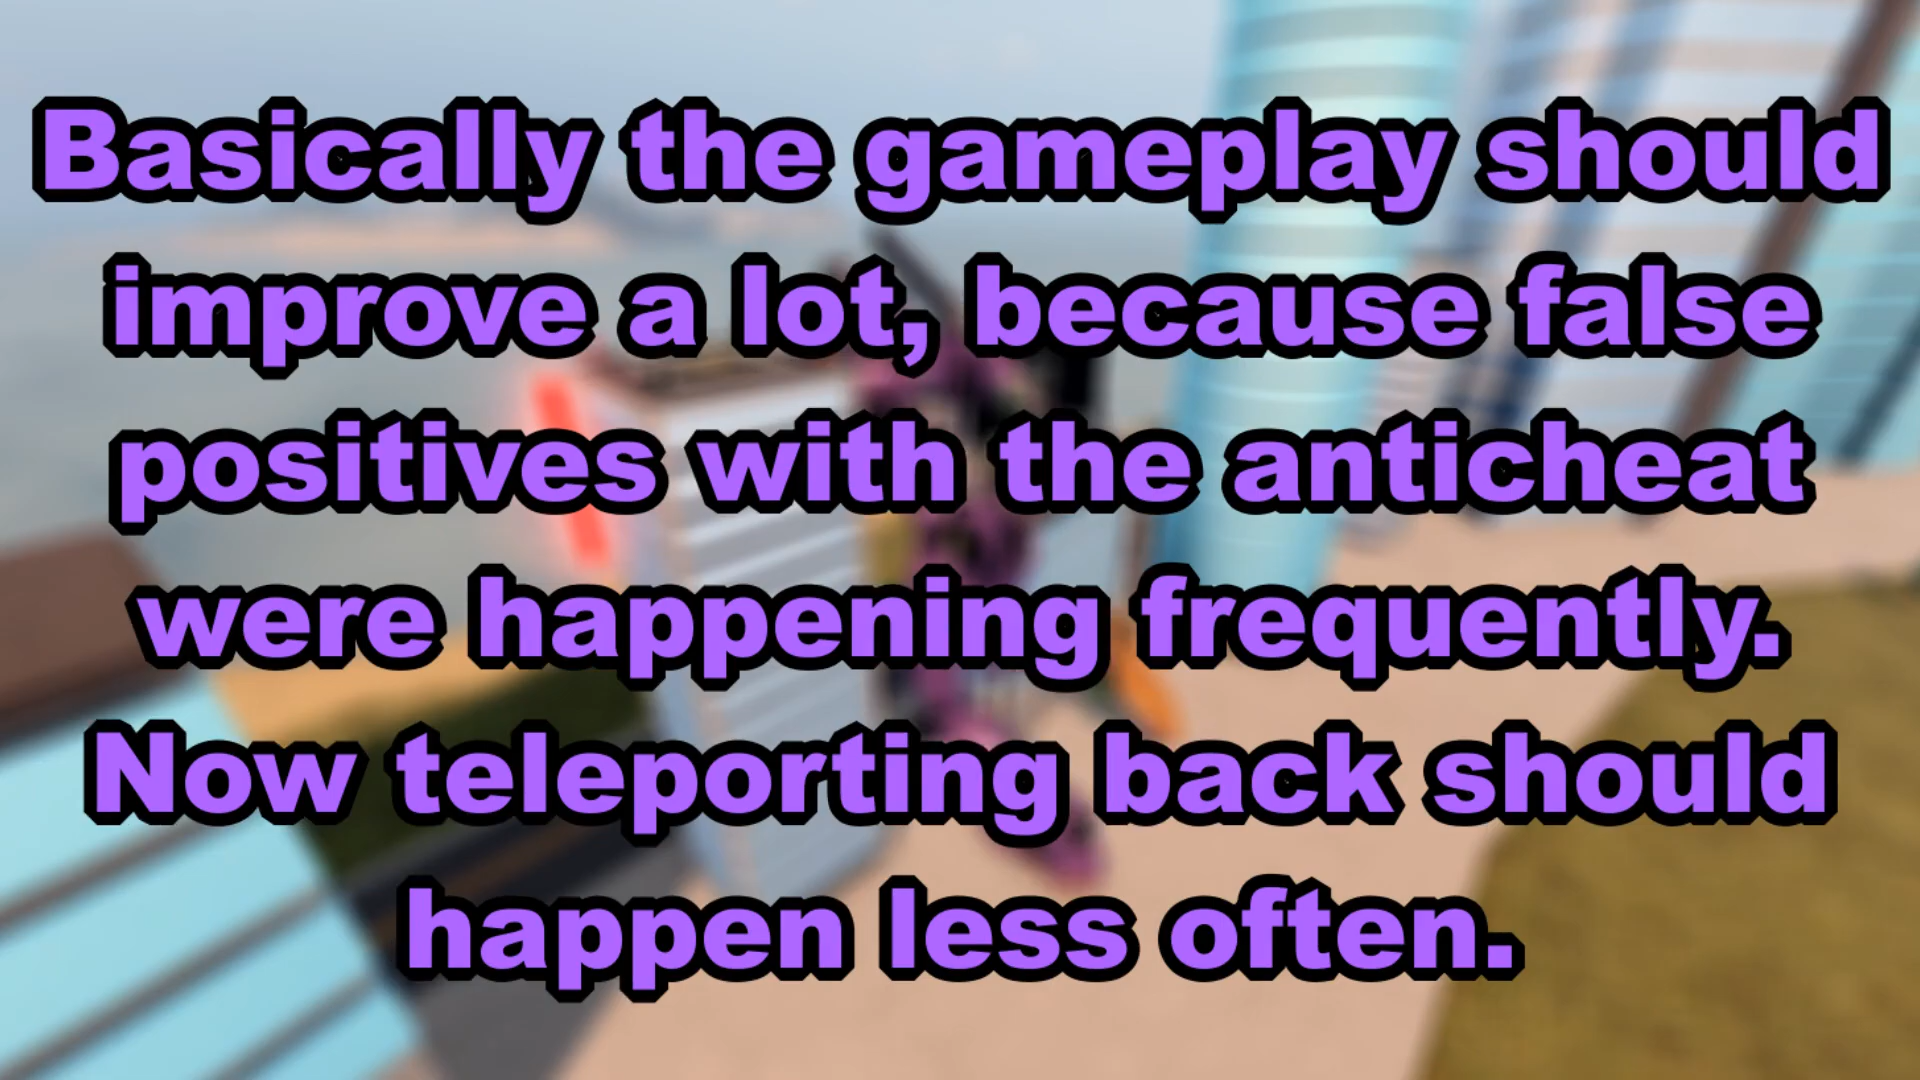 Basically the gameplay should
improve a lot, because false
positives with the anticheat
were happening frequently.
Now teleporting back should
happen less often.